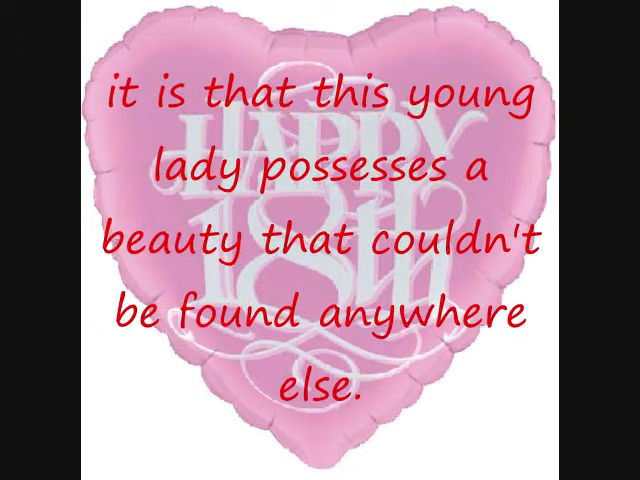 it is that this young
lady possesses a
beauty that couldn't
be found anywhere
else.
HAPPY
18th